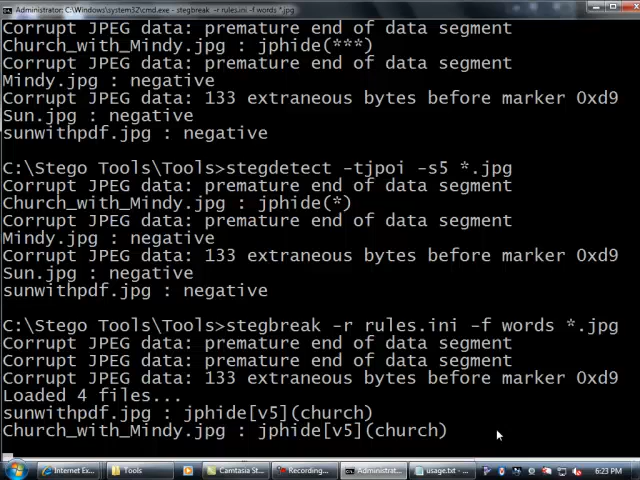 Administrator: C:\Windows\system32\cmd.exe - stegbreak -r rules.ini -f words *.jpg
Corrupt JPEG data: premature end of data segment
Church_with_Mindy.jpg : jphide(***)
Corrupt JPEG data: premature end of data segment
Mindy.jpg : negative
Corrupt JPEG data: 133 extraneous bytes before marker 0xd9
Sun.jpg : negative
sunwithpdf.jpg : negative
C:\Stego Tools\Tools>stegdetect -tjpoi -s5 *.jpg
Corrupt JPEG data: premature end of data segment
Church_with_Mindy.jpg : jphide(*)
Corrupt JPEG data: premature end of data segment
Mindy.jpg : negative
Corrupt JPEG data: 133 extraneous bytes before marker 0xd9
Sun.jpg : negative
sunwithpdf.jpg : negative
C:\Stego Tools\Tools>stegbreak -r rules.ini -f words *.jpg
Corrupt JPEG data: premature end of data segment
Corrupt JPEG data: premature end of data segment
Corrupt JPEG data: 133 extraneous bytes before marker 0xd9
Loaded 4 files...
sunwithpdf.jpg : jphide[v5](church)
Church_with_Mindy.jpg : jphide[v5](church)
Internet Ex... Tools Camtasia St... Recording... Administrat... usage.txt - ... 6:23 PM